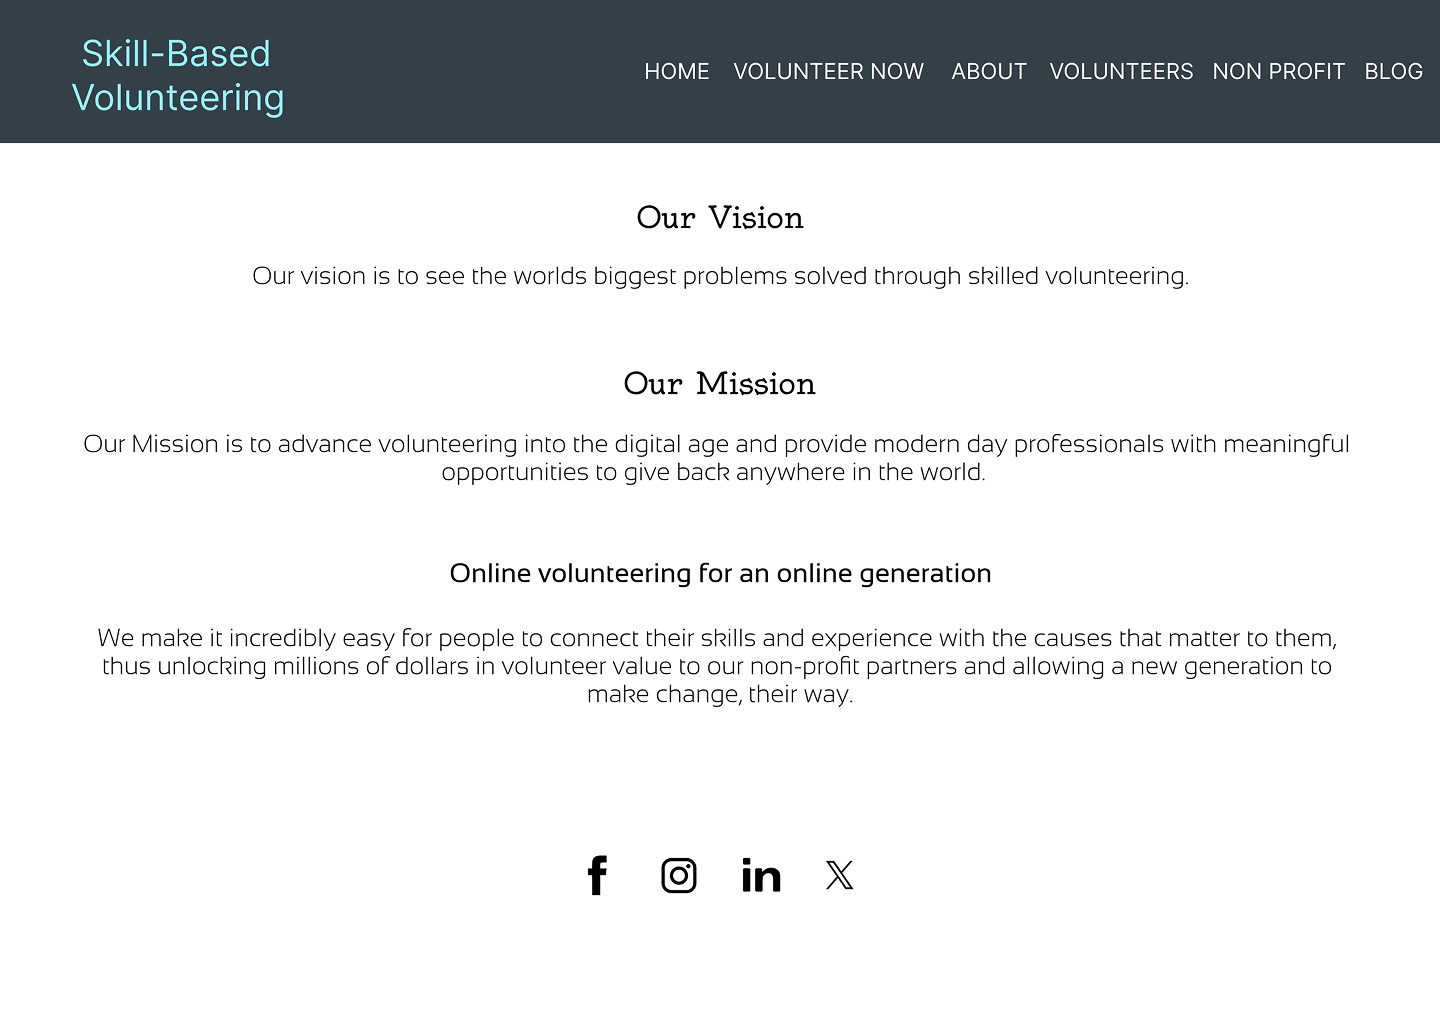 Skill-Based
Volunteering
HOME VOLUNTEER NOW ABOUT VOLUNTEERS NON PROFIT BLOG
Our Vision
Our vision is to see the worlds biggest problems solved through skilled volunteering.
Our Mission
Our Mission is to advance volunteering into the digital age and provide modern day professionals with meaningful
opportunities to give back anywhere in the world.
Online volunteering for an online generation
We make it incredibly easy for people to connect their skills and experience with the causes that matter to them,
thus unlocking millions of dollars in volunteer value to our non-profit partners and allowing a new generation to
make change, their way.